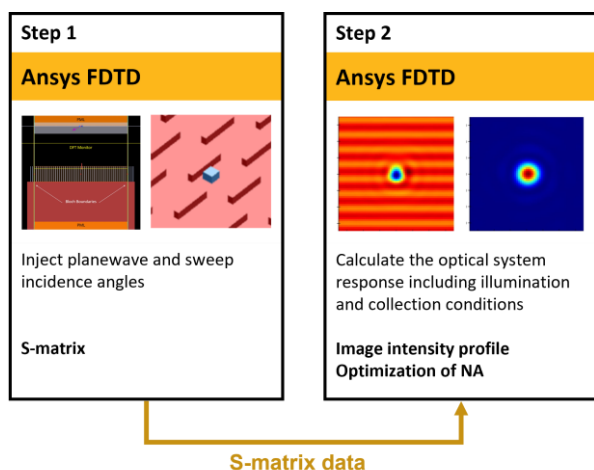 Step 1
Ansys FDTD
Inject planewave and sweep
incidence angles
S-matrix
Step 2
Ansys FDTD
Calculate the optical system
response including illumination
and collection conditions
Image intensity profile
Optimization of NA
S-matrix data